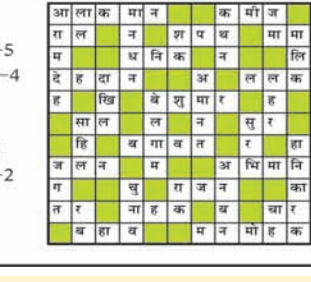 आ ला क मा न क मी ज
रा ल न श प थ मा मा
म ध नि क न लि
दे ह दा न अ ल ल क
ह खि बे शु मा र ह
सा ल ल न सु र
हि ब गा व त र हा
ज ल न म अ भि मा नि
ग चु रा ज न का
त र ना ह क ब चा र
ब हा व म न मो ह क
-5
-4
-2